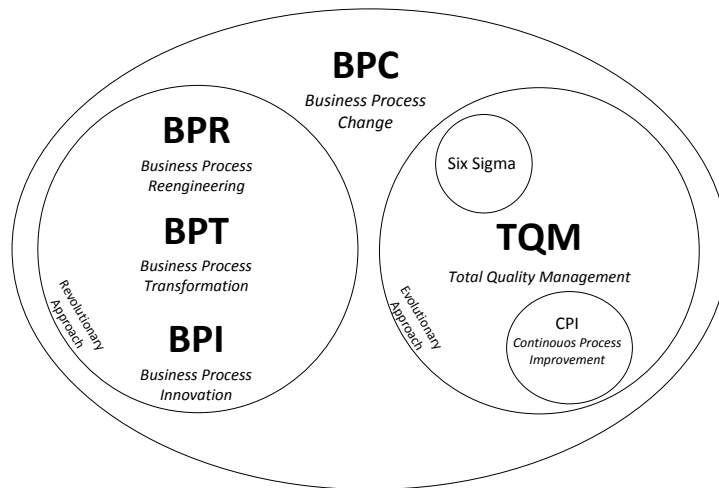 BPC
Business Process
Change
BPR
Business Process
Reengineering
BPT
Business Process
Transformation
BPI
Business Process
Innovation
Revolutionary
Approach
Six Sigma
TQM
Total Quality Management
Evolutionary
Approach
CPI
Continouos Process
Improvement